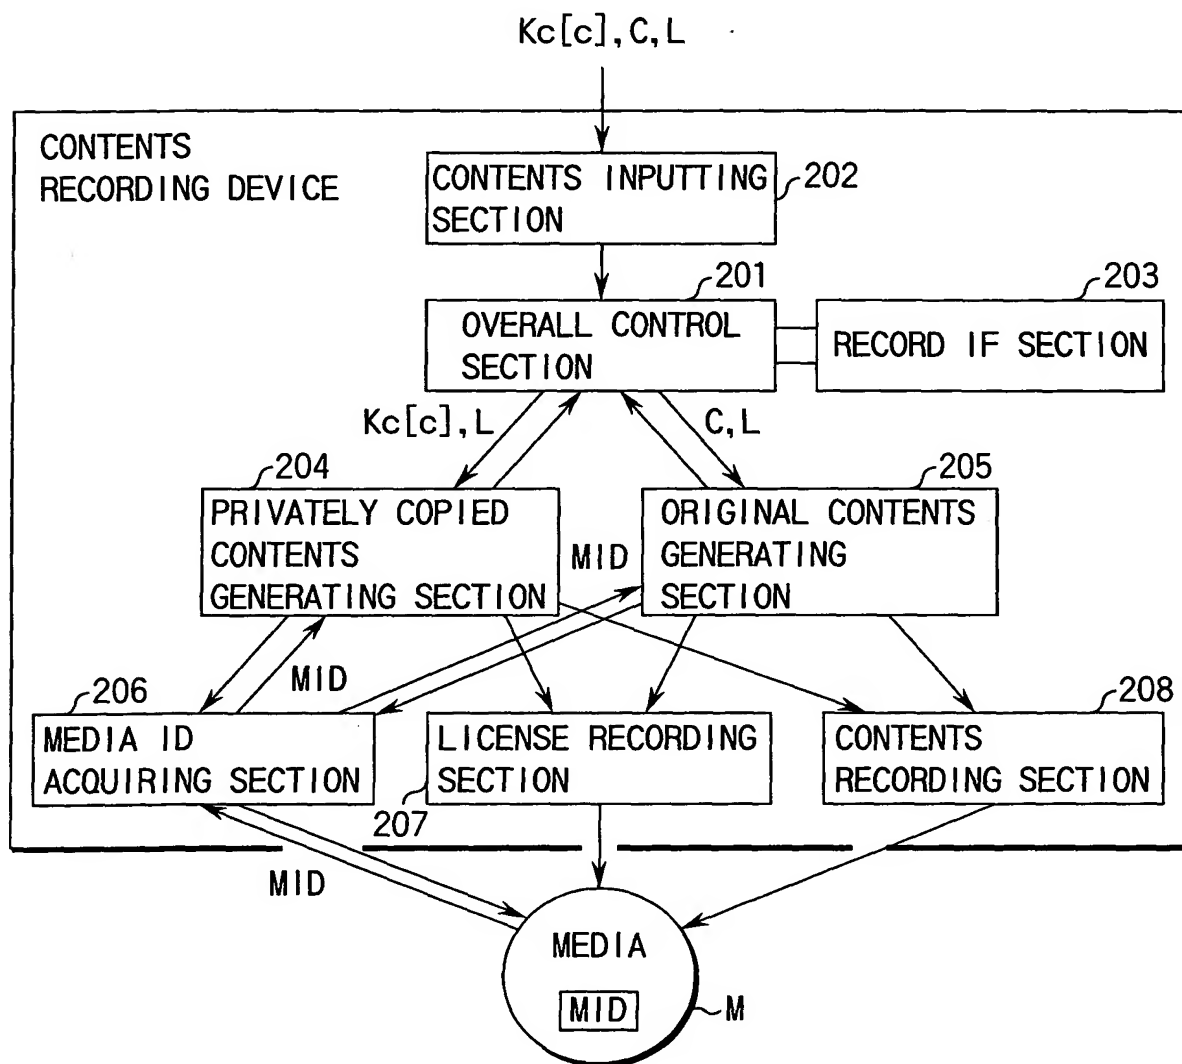 Kc[c],C,L
CONTENTS
RECORDING DEVICE
CONTENTS INPUTTING
SECTION
202
201
OVERALL CONTROL
SECTION
203
RECORD IF SECTION
Kc[c],L
C,L
204
PRIVATELY COPIED
CONTENTS
GENERATING SECTION
205
ORIGINAL CONTENTS
GENERATING
SECTION
MID
MID
206
MEDIA ID
ACQUIRING SECTION
LICENSE RECORDING
SECTION
207
208
CONTENTS
RECORDING SECTION
MID
MEDIA
MID
M